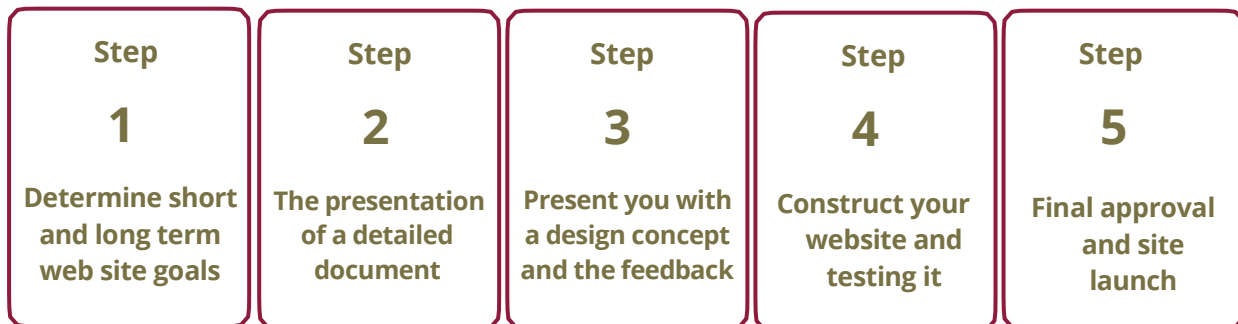 Step
1
Determine short
and long term
web site goals
Step
2
The presentation
of a detailed
document
Step
3
Present you with
a design concept
and the feedback
Step
4
Construct your
website and
testing it
Step
5
Final approval
and site
launch